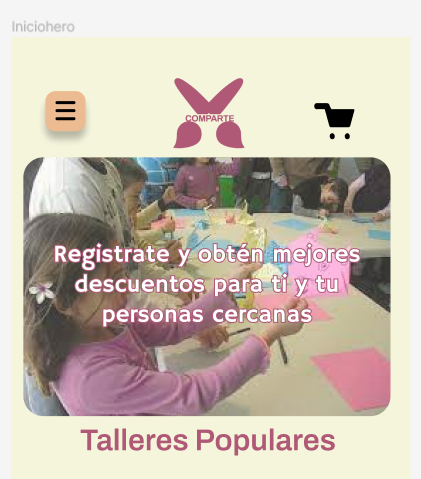 Iniciohero
COMPARTE
Registrate y obtén mejores
descuentos para ti y tu
personas cercanas
Talleres Populares